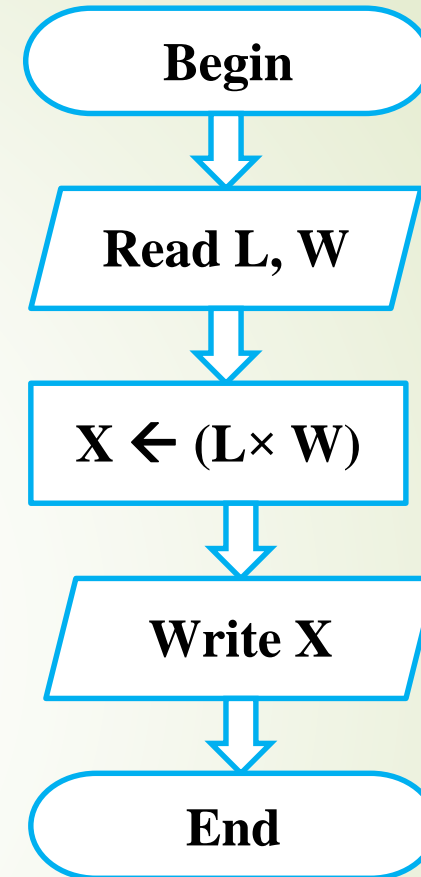 Begin
Read L, W
X ← (L× W)
Write X
End